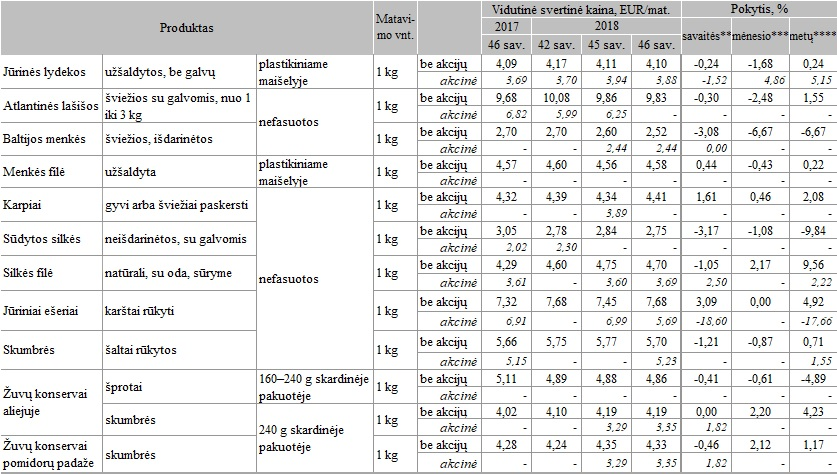 Produktas Matavi-mo vnt. Vidutinė svertinė kaina, EUR/mat. Pokytis, %
2017 2018 savaitės** mėnesio*** metų****
46 sav. 42 sav. 45 sav. 46 sav.
Jūrinės lydekos užšaldytos, be galvų plastikiniame maišelyje 1 kg be akcijų 4,09 4,17 4,11 4,10 -0,24 -1,68 0,24
akcinė 3,69 3,70 3,94 3,88 -1,52 4,86 5,15
Atlantinės lašišos šviežios su galvomis, nuo 1 iki 3 kg nefasuotos 1 kg be akcijų 9,68 10,08 9,86 9,83 -0,30 -2,48 1,55
akcinė 6,82 5,99 6,25 - - - -
Baltijos menkės šviežios, išdarinėtos 1 kg be akcijų 2,70 2,70 2,60 2,52 -3,08 -6,67 -6,67
akcinė - - 2,44 2,44 0,00 - -
Menkės filė užšaldyta plastikiniame maišelyje 1 kg be akcijų 4,57 4,60 4,56 4,58 0,44 -0,43 0,22
akcinė - - - - - - -
Karpiai gyvi arba šviežiai paskersti nefasuotos 1 kg be akcijų 4,32 4,39 4,34 4,41 1,61 0,46 2,08
akcinė - - 3,89 - - - -
Sūdytos silkės neišdarinėtos, su galvomis 1 kg be akcijų 3,05 2,78 2,84 2,75 -3,17 -1,08 -9,84
akcinė 2,02 2,30 - - - - -
Silkės filė natūrali, su oda, sūryme 1 kg be akcijų 4,29 4,60 4,75 4,70 -1,05 2,17 9,56
akcinė 3,61 - 3,60 3,69 2,50 - 2,22
Jūriniai ešeriai karštai rūkyti 1 kg be akcijų 7,32 7,68 7,45 7,68 3,09 0,00 4,92
akcinė 6,91 - 6,99 5,69 -18,60 - -17,66
Skumbrės šaltai rūkytos 1 kg be akcijų 5,66 5,75 5,77 5,70 -1,21 -0,87 0,71
akcinė 5,15 - - 5,23 - - 1,55
Žuvų konservai aliejuje šprotai 160–240 g skardinėje pakuotėje 1 kg be akcijų 5,11 4,89 4,88 4,86 -0,41 -0,61 -4,89
akcinė - - - - - - -
skumbrės 240 g skardinėje pakuotėje 1 kg be akcijų 4,02 4,10 4,19 4,19 0,00 2,20 4,23
akcinė - - 3,29 3,35 1,82 - -
Žuvų konservai pomidorų padaže skumbrės 1 kg be akcijų 4,28 4,24 4,35 4,33 -0,46 2,12 1,17
akcinė - - 3,29 3,35 1,82 - -